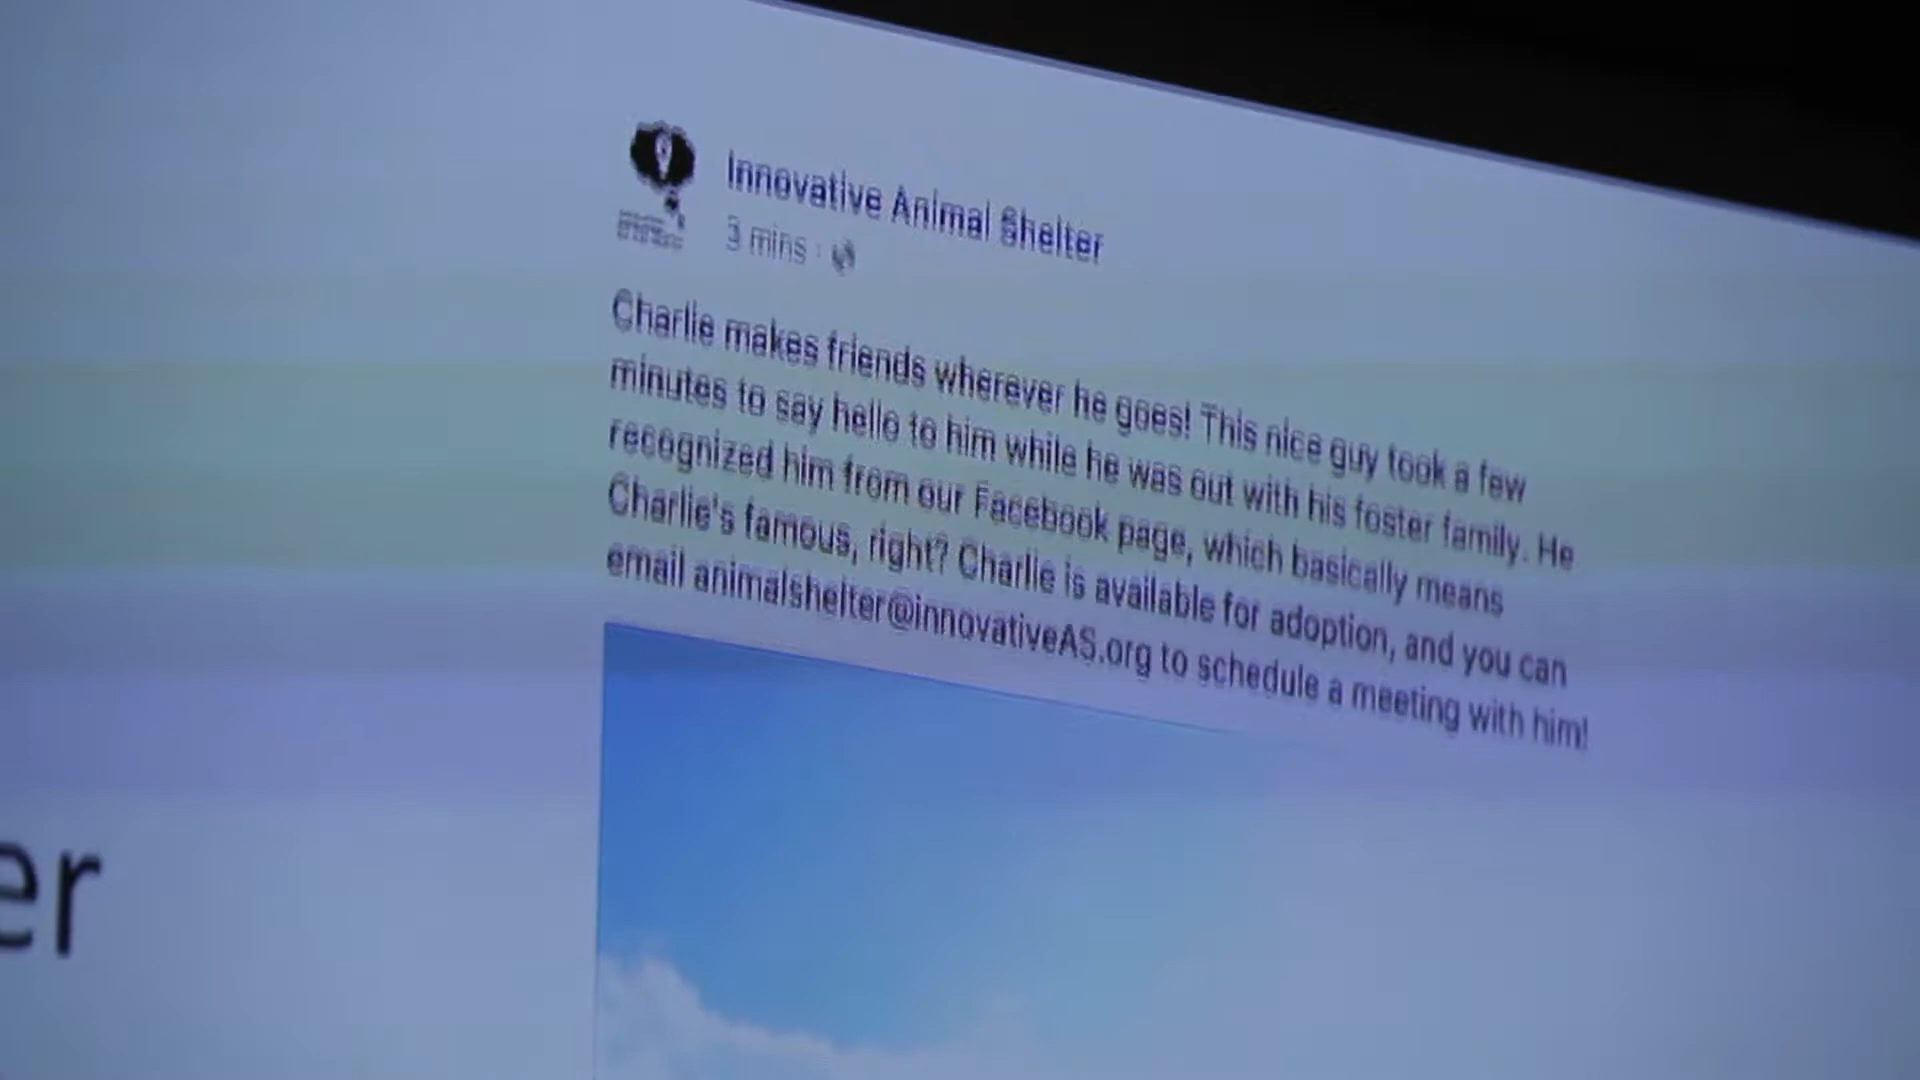 Innovative Animal Shelter
3 mins ·
Charlie makes friends wherever he goes! This nice guy took a few
minutes to say hello to him while he was out with his foster family. He
recognized him from our Facebook page, which basically means
Charlie's famous, right? Charlie is available for adoption, and you can
email animalshelter@innovativeAS.org to schedule a meeting with him!
er